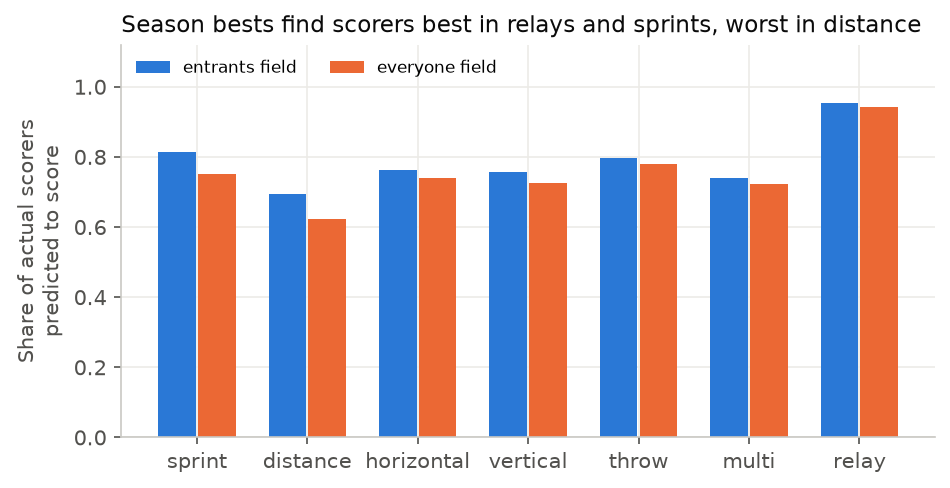 Season bests find scorers best in relays and sprints, worst in distance
entrants field
everyone field
Share of actual scorers
predicted to score
1.0
0.8
0.6
0.4
0.2
0.0
sprint
distance
horizontal
vertical
throw
multi
relay